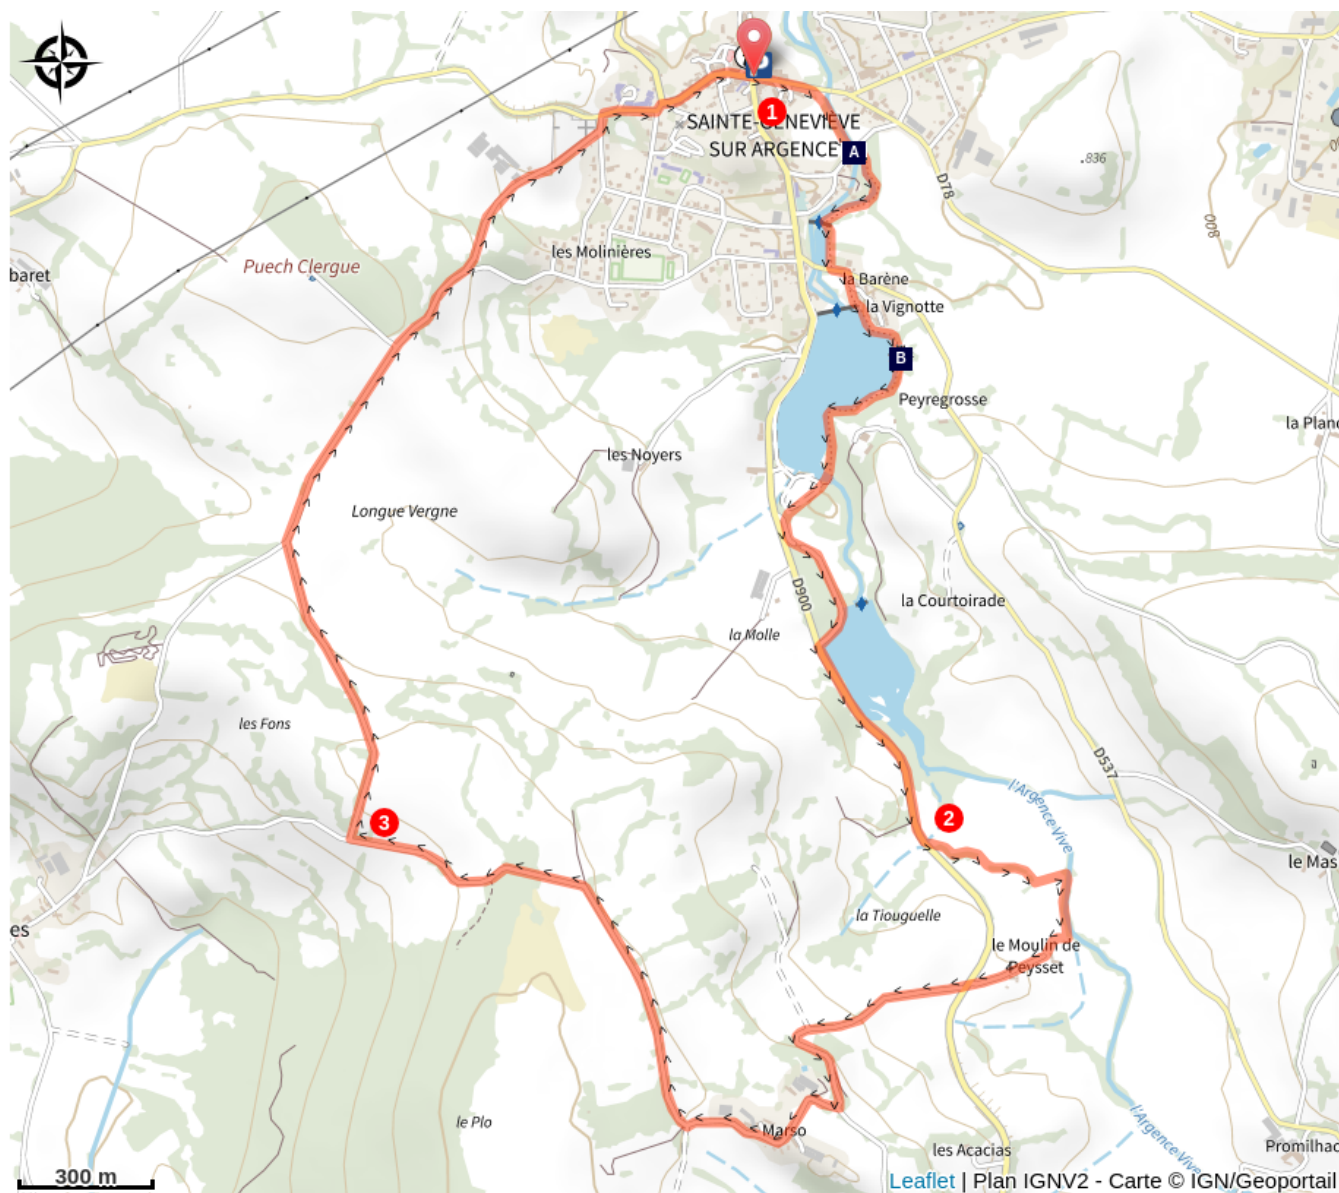 1
SAINTE-GENEVIEVE
SUR ARGENCE
A
.836
D78
800
les Molinières
Puech Clergue
baret
la Barène
la Vignotte
B
Peyregrosse
la Plan
les Noyers
Longue Vergne
D900
la Courtoirade
la Molle
les Fons
D537
l'Argence Vive
3
2
le Mas
la Tiouguelle
es
le Moulin de
Peysset
le Plo
Marso
l'Argence Vive
les Acacias
Promilhac
300 m
Leaflet | Plan IGNV2 - Carte © IGN/Geoportail